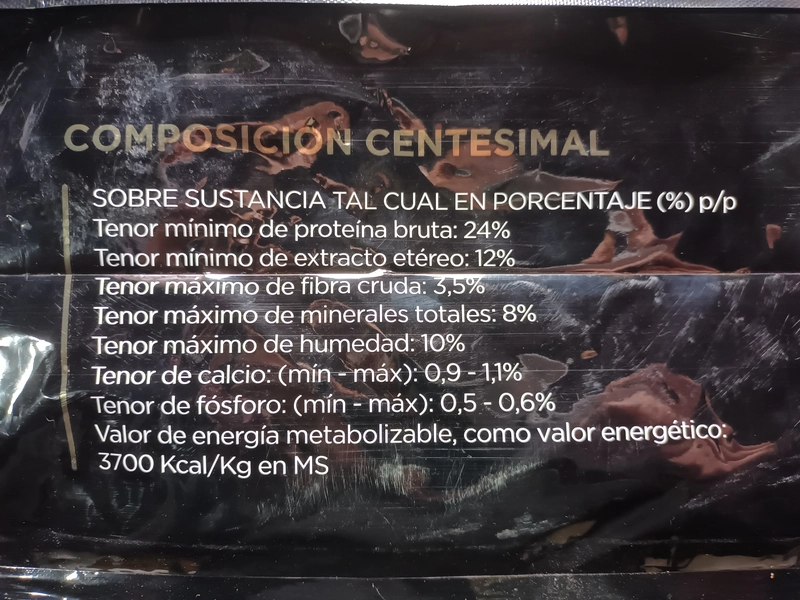 COMPOSICIÓN CENTESIMAL
SOBRE SUSTANCIA TAL CUAL EN PORCENTAJE (%) p/p
Tenor mínimo de proteína bruta: 24%
Tenor mínimo de extracto etéreo: 12%
Tenor máximo de fibra cruda: 3,5%
Tenor máximo de minerales totales: 8%
Tenor máximo de humedad: 10%
Tenor de calcio: (mín - máx): 0,9 - 1,1%
Tenor de fósforo: (mín - máx): 0,5 - 0,6%
Valor de energía metabolizable, como valor energético:
3700 Kcal/Kg en MS